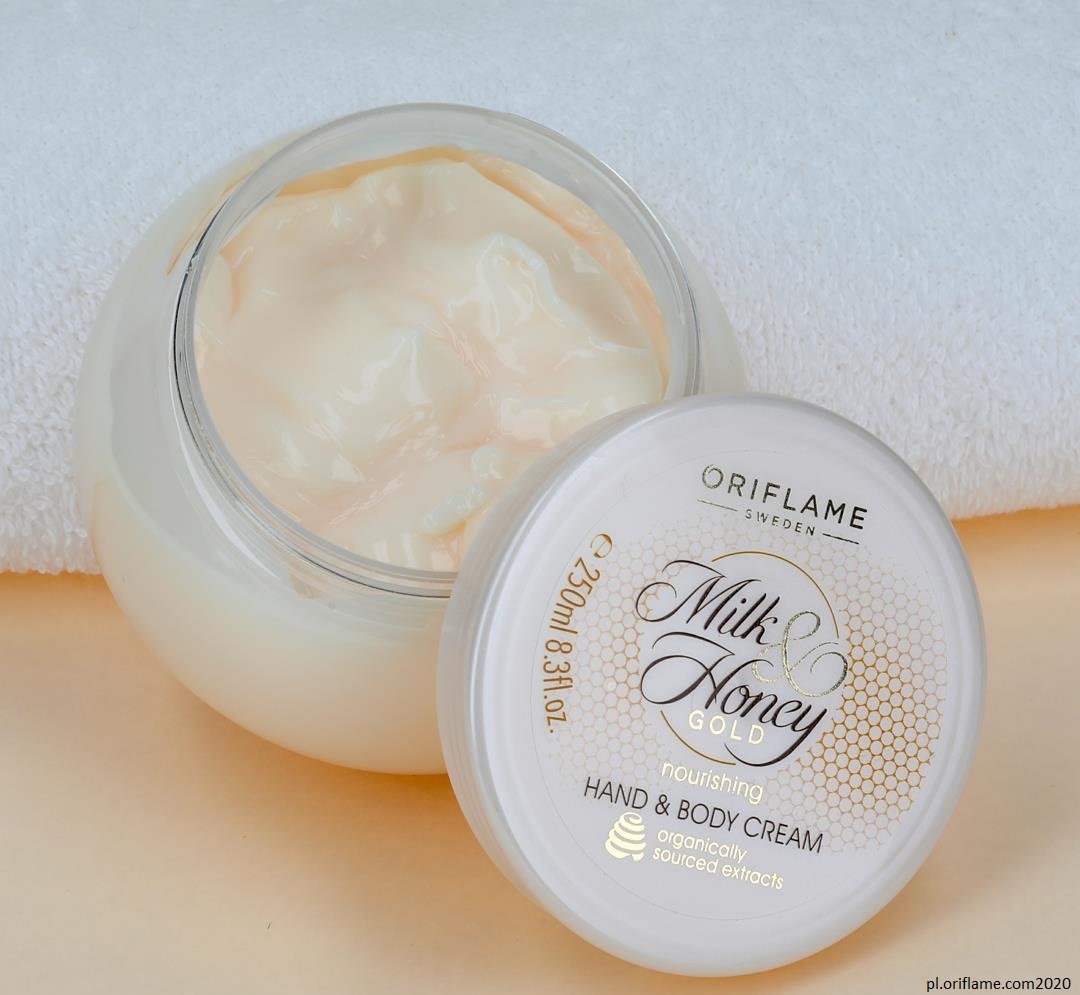 ORIFLAME
SWEDEN
Milk &
Honey
GOLD
nourishing
HAND & BODY CREAM
organically
sourced extracts
e 250ml 8.3fl.oz.
pl.oriflame.com2020